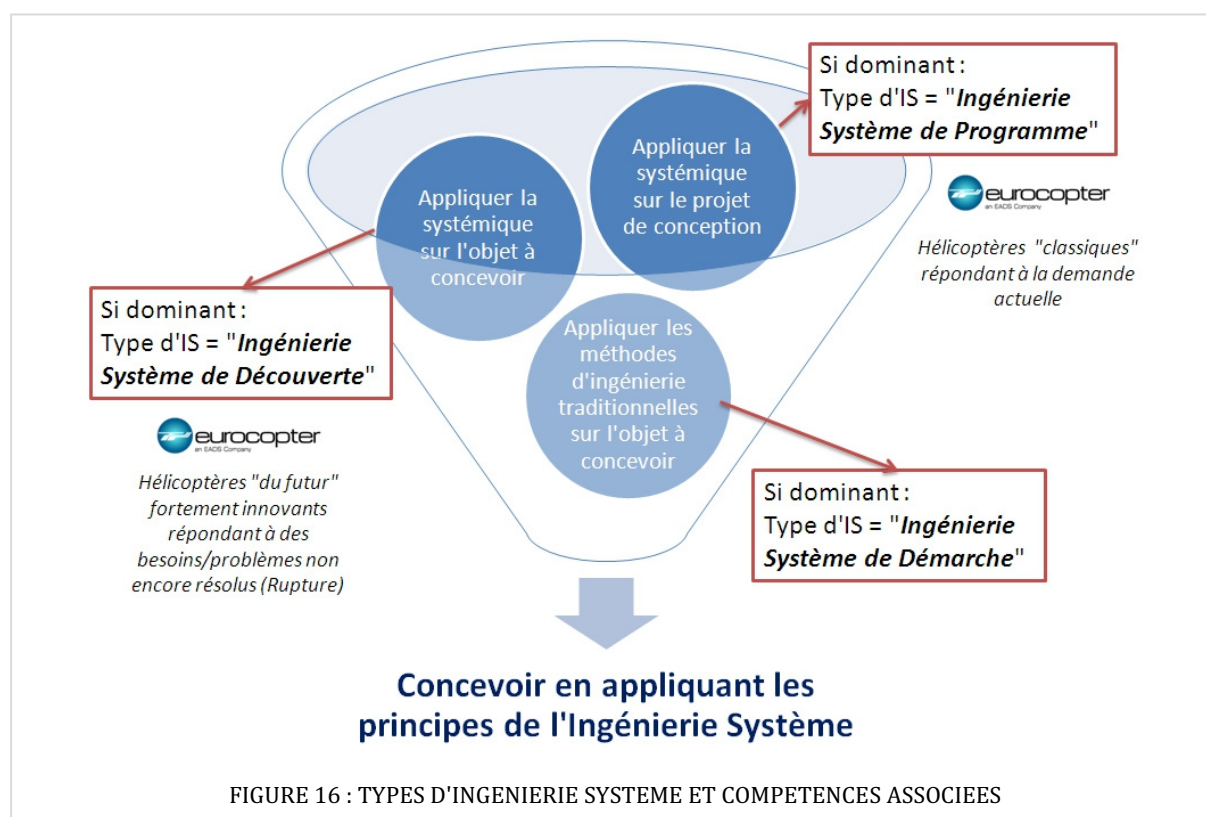 Si dominant :
Type d'IS = "Ingénierie
Système de Programme"
Appliquer la
systémique
sur le projet
de conception
Appliquer la
systémique
sur l'objet à
concevoir
eurocopter
an EADS Company
Hélicoptères "classiques"
répondant à la demande
actuelle
Si dominant :
Type d'IS = "Ingénierie
Système de Découverte"
Appliquer les
méthodes
d'ingénierie
traditionnelles
sur l'objet à
concevoir
eurocopter
an EADS Company
Hélicoptères "du futur"
fortement innovants
répondant à des
besoins/problèmes non
encore résolus (Rupture)
Si dominant :
Type d'IS = "Ingénierie
Système de Démarche"
Concevoir en appliquant les
principes de l'Ingénierie Système
FIGURE 16 : TYPES D'INGENIERIE SYSTEME ET COMPETENCES ASSOCIEES